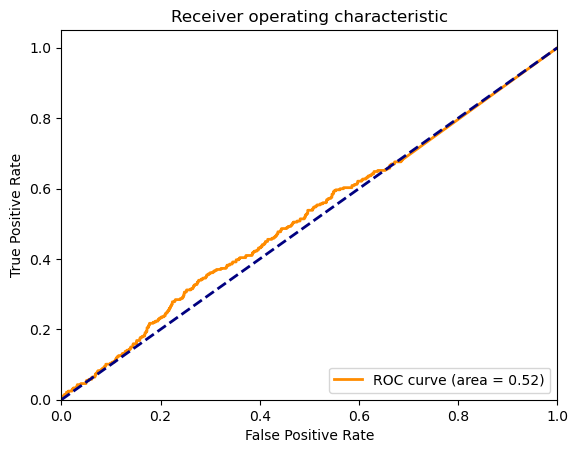 Receiver operating characteristic
True Positive Rate
1.0
0.8
0.6
0.4
0.2
0.0
ROC curve (area = 0.52)
0.0 0.2 0.4 0.6 0.8 1.0
False Positive Rate